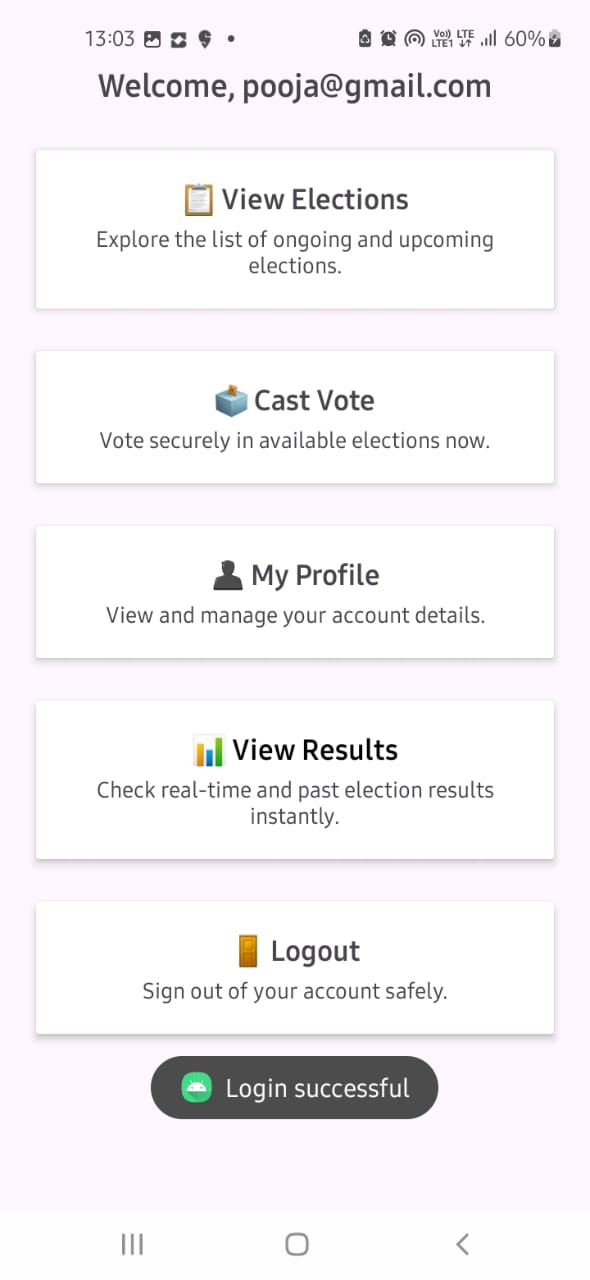 13:03 60%
Vo)) LTE
LTE1
Welcome, pooja@gmail.com
View Elections
Explore the list of ongoing and upcoming
elections.
Cast Vote
Vote securely in available elections now.
My Profile
View and manage your account details.
View Results
Check real-time and past election results
instantly.
Logout
Sign out of your account safely.
Login successful